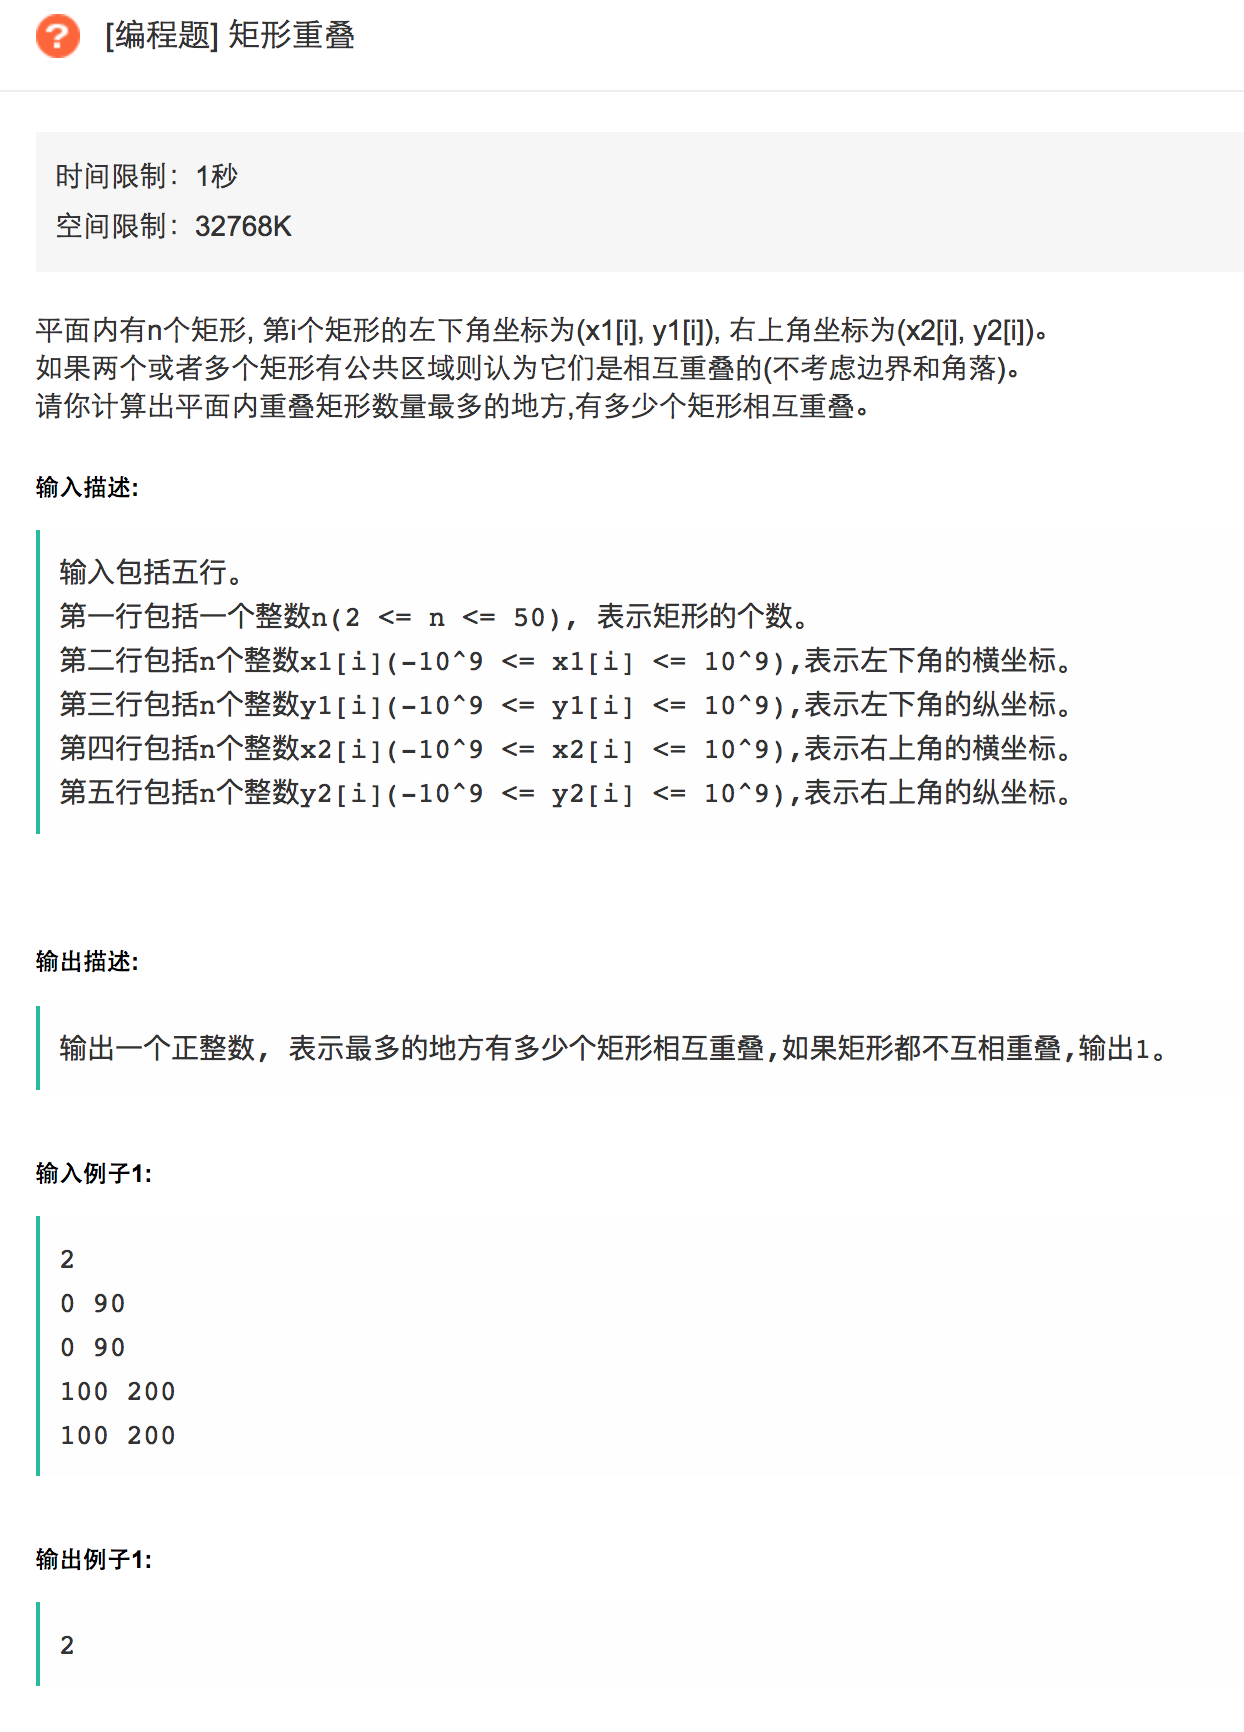 [编程题] 矩形重叠
时间限制：1秒
空间限制：32768K
平面内有n个矩形, 第i个矩形的左下角坐标为(x1[i], y1[i]), 右上角坐标为(x2[i], y2[i])。
如果两个或者多个矩形有公共区域则认为它们是相互重叠的(不考虑边界和角落)。
请你计算出平面内重叠矩形数量最多的地方,有多少个矩形相互重叠。
输入描述:
输入包括五行。
第一行包括一个整数n(2 <= n <= 50), 表示矩形的个数。
第二行包括n个整数x1[i](-10^9 <= x1[i] <= 10^9),表示左下角的横坐标。
第三行包括n个整数y1[i](-10^9 <= y1[i] <= 10^9),表示左下角的纵坐标。
第四行包括n个整数x2[i](-10^9 <= x2[i] <= 10^9),表示右上角的横坐标。
第五行包括n个整数y2[i](-10^9 <= y2[i] <= 10^9),表示右上角的纵坐标。
输出描述:
输出一个正整数, 表示最多的地方有多少个矩形相互重叠,如果矩形都不互相重叠,输出1。
输入例子1:
2
0 90
0 90
100 200
100 200
输出例子1:
2